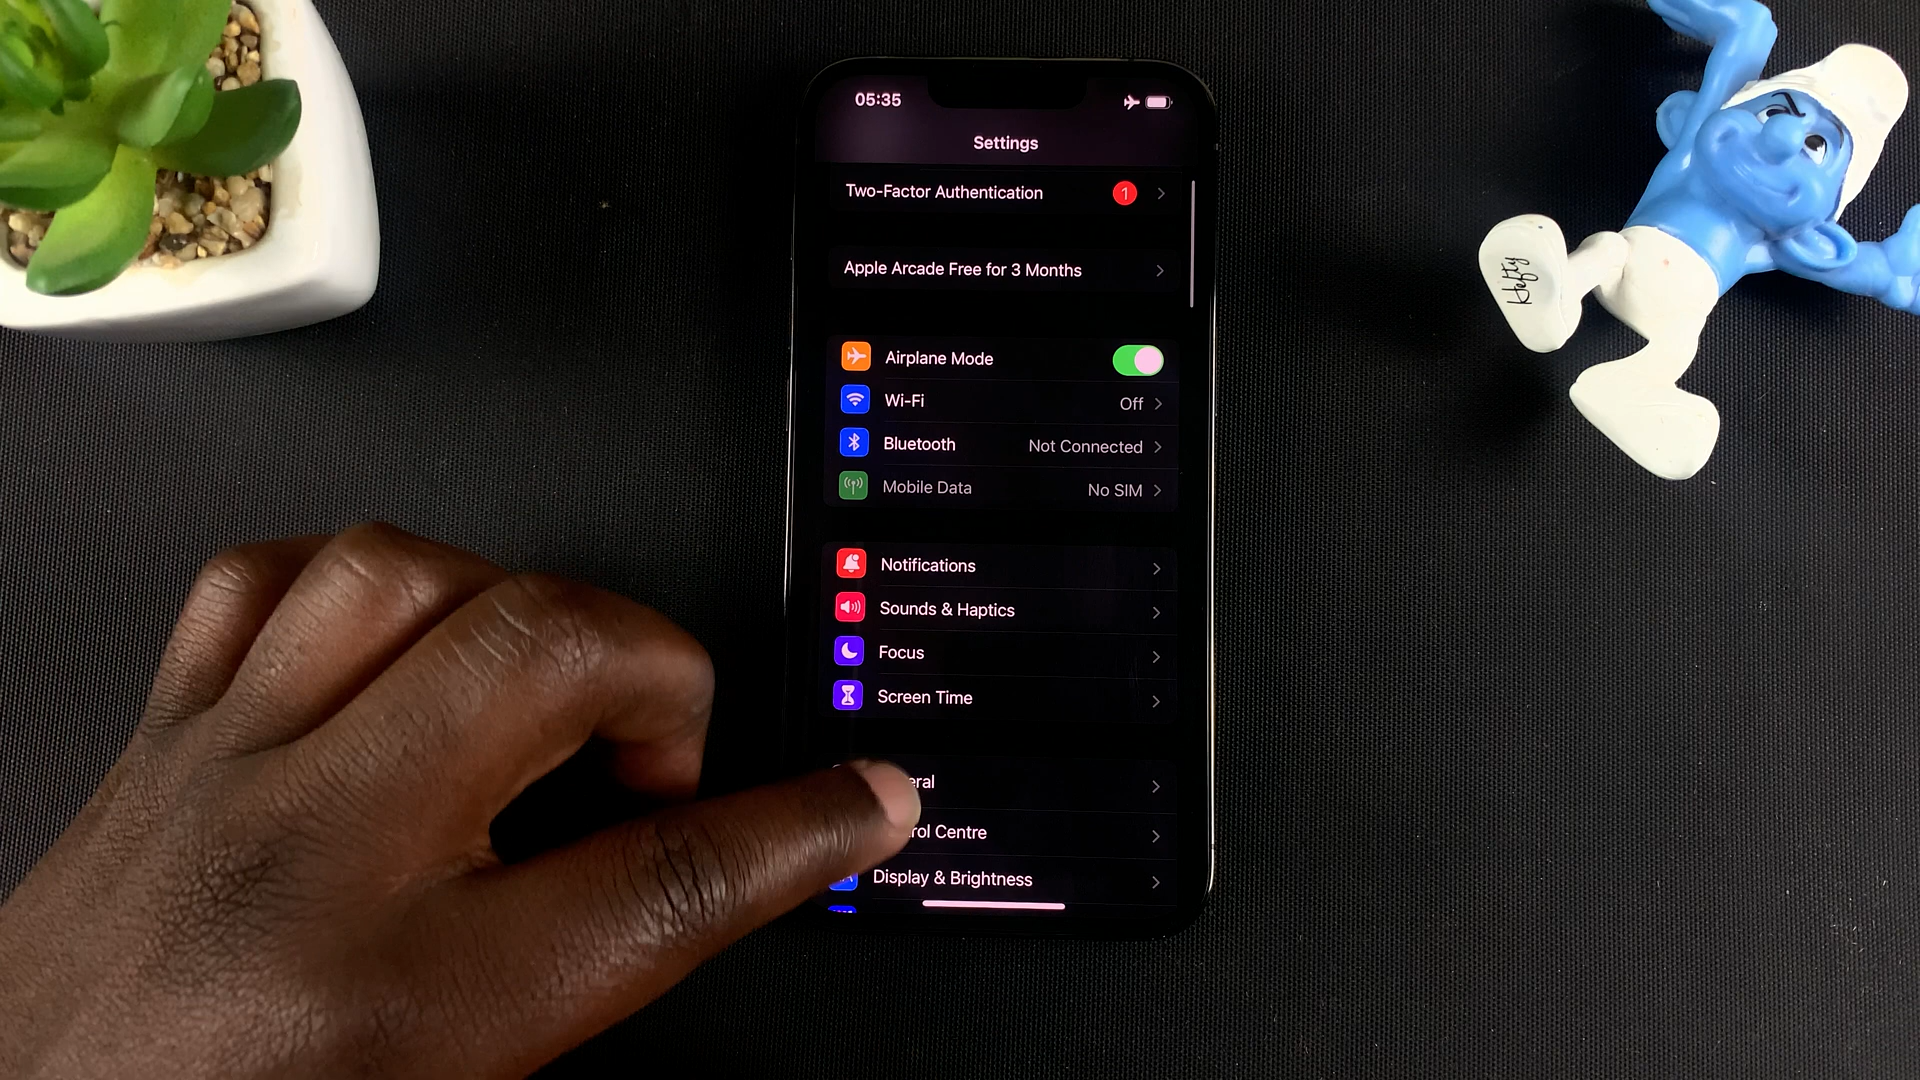 05:35
Settings
Two-Factor Authentication 1
Apple Arcade Free for 3 Months
Airplane Mode
Wi-Fi Off
Bluetooth Not Connected
Mobile Data No SIM
Notifications
Sounds & Haptics
Focus
Screen Time
eral
rol Centre
Display & Brightness
Hefty